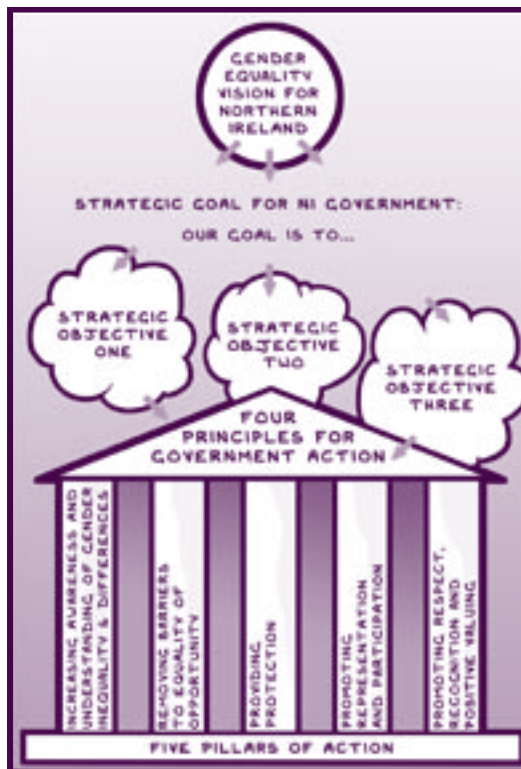 GENDER
EQUALITY
VISION FOR
NORTHERN
IRELAND
STRATEGIC GOAL FOR NI GOVERNMENT:
OUR GOAL IS TO...
STRATEGIC
OBJECTIVE
ONE
STRATEGIC
OBJECTIVE
TWO
STRATEGIC
OBJECTIVE
THREE
FOUR
PRINCIPLES FOR
GOVERNMENT ACTION
INCREASING AWARENESS AND
UNDERSTANDING OF GENDER
INEQUALITY & DIFFERENCES
REMOVING BARRIERS
TO EQUALITY OF
OPPORTUNITY
PROVIDING
PROTECTION
PROMOTING
REPRESENTATION
AND PARTICIPATION
PROMOTING RESPECT,
RECOGNITION AND
POSITIVE VALUING
FIVE PILLARS OF ACTION